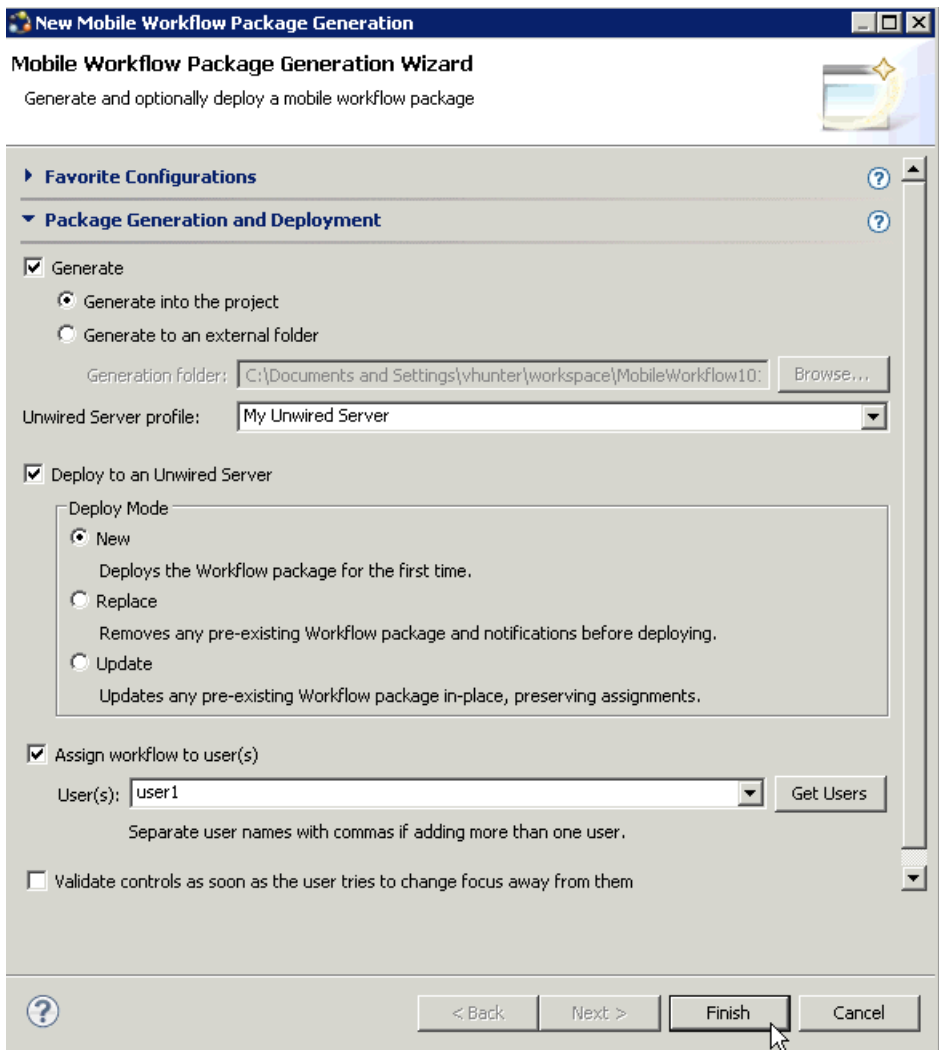 New Mobile Workflow Package Generation
Mobile Workflow Package Generation Wizard
Generate and optionally deploy a mobile workflow package
Favorite Configurations
Package Generation and Deployment
Generate
Generate into the project
Generate to an external folder
Generation folder: C:\Documents and Settings\vhunter\workspace\MobileWorkflow10: Browse...
Unwired Server profile: My Unwired Server
Deploy to an Unwired Server
Deploy Mode
New
Deploys the Workflow package for the first time.
Replace
Removes any pre-existing Workflow package and notifications before deploying.
Update
Updates any pre-existing Workflow package in-place, preserving assignments.
Assign workflow to user(s)
User(s): user1 Get Users
Separate user names with commas if adding more than one user.
Validate controls as soon as the user tries to change focus away from them
? < Back Next > Finish Cancel